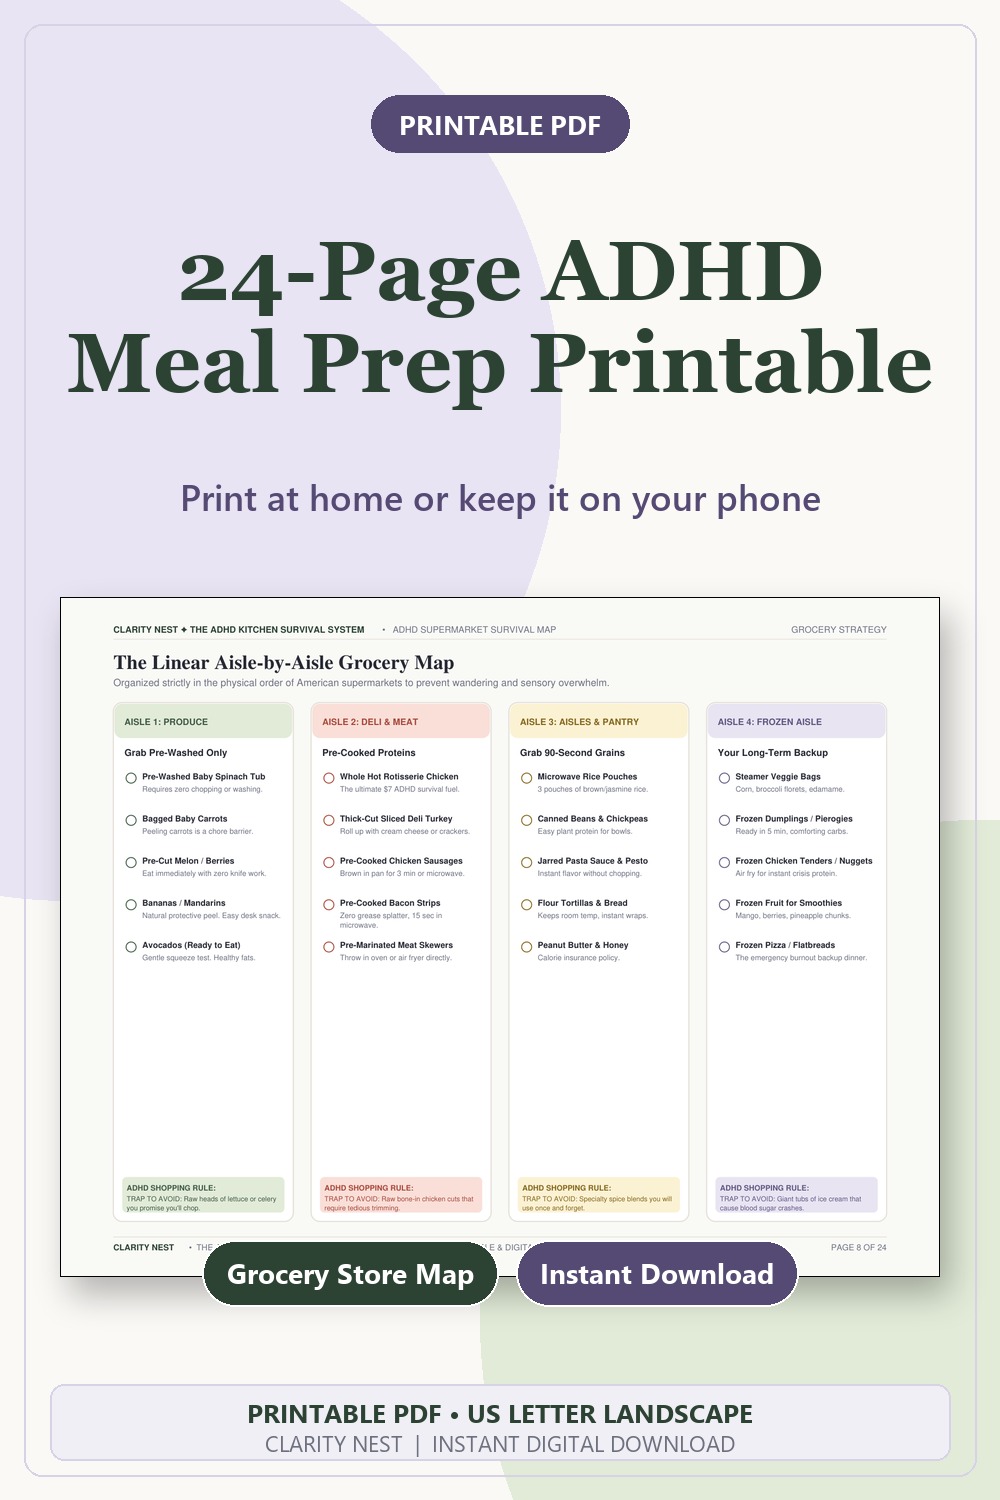 PRINTABLE PDF
24-Page ADHD
Meal Prep Printable
Print at home or keep it on your phone
CLARITY NEST ✦ THE ADHD KITCHEN SURVIVAL SYSTEM • ADHD SUPERMARKET SURVIVAL MAP GROCERY STRATEGY
The Linear Aisle-by-Aisle Grocery Map
Organized strictly in the physical order of American supermarkets to prevent wandering and sensory overwhelm.
AISLE 1: PRODUCE
Grab Pre-Washed Only
Pre-Washed Baby Spinach Tub
Requires zero chopping or washing.
Bagged Baby Carrots
Peeling carrots is a chore barrier.
Pre-Cut Melon / Berries
Eat immediately with zero knife work.
Bananas / Mandarins
Natural protective peel. Easy desk snack.
Avocados (Ready to Eat)
Gentle squeeze test. Healthy fats.
ADHD SHOPPING RULE:
TRAP TO AVOID: Raw heads of lettuce or celery
you promise you'll chop.
AISLE 2: DELI & MEAT
Pre-Cooked Proteins
Whole Hot Rotisserie Chicken
The ultimate $7 ADHD survival fuel.
Thick-Cut Sliced Deli Turkey
Roll up with cream cheese or crackers.
Pre-Cooked Chicken Sausages
Brown in pan for 3 min or microwave.
Pre-Cooked Bacon Strips
Zero grease splatter, 15 sec in
microwave.
Pre-Marinated Meat Skewers
Throw in oven or air fryer directly.
ADHD SHOPPING RULE:
TRAP TO AVOID: Raw bone-in chicken cuts that
require tedious trimming.
AISLE 3: AISLES & PANTRY
Grab 90-Second Grains
Microwave Rice Pouches
3 pouches of brown/jasmine rice.
Canned Beans & Chickpeas
Easy plant protein for bowls.
Jarred Pasta Sauce & Pesto
Instant flavor without chopping.
Flour Tortillas & Bread
Keeps room temp, instant wraps.
Peanut Butter & Honey
Calorie insurance policy.
ADHD SHOPPING RULE:
TRAP TO AVOID: Specialty spice blends you will
use once and forget.
AISLE 4: FROZEN AISLE
Your Long-Term Backup
Steamer Veggie Bags
Corn, broccoli florets, edamame.
Frozen Dumplings / Pierogies
Ready in 5 min, comforting carbs.
Frozen Chicken Tenders / Nuggets
Air fry for instant crisis protein.
Frozen Fruit for Smoothies
Mango, berries, pineapple chunks.
Frozen Pizza / Flatbreads
The emergency burnout backup dinner.
ADHD SHOPPING RULE:
TRAP TO AVOID: Giant tubs of ice cream that
cause blood sugar crashes.
CLARITY NEST • THE PAGE 8 OF 24
Grocery Store Map
Instant Download
PRINTABLE PDF • US LETTER LANDSCAPE
CLARITY NEST | INSTANT DIGITAL DOWNLOAD